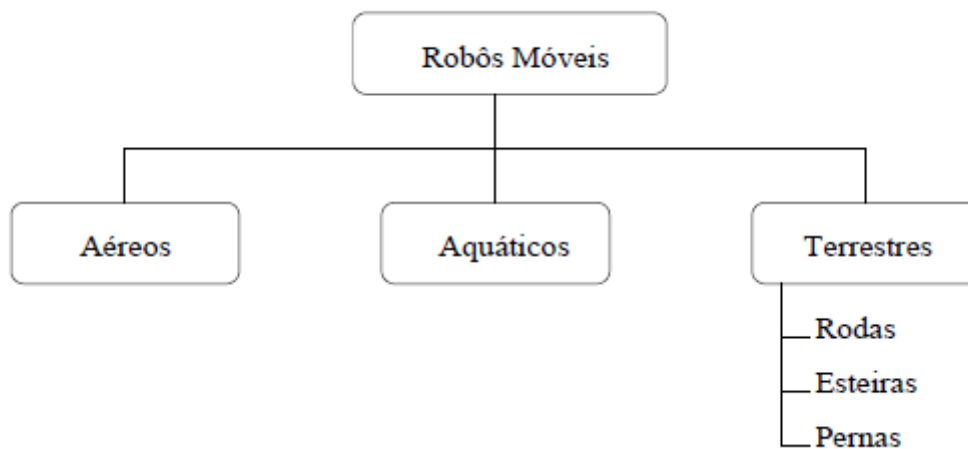 Robôs Móveis
Aéreos
Aquáticos
Terrestres
Rodas
Esteiras
Pernas